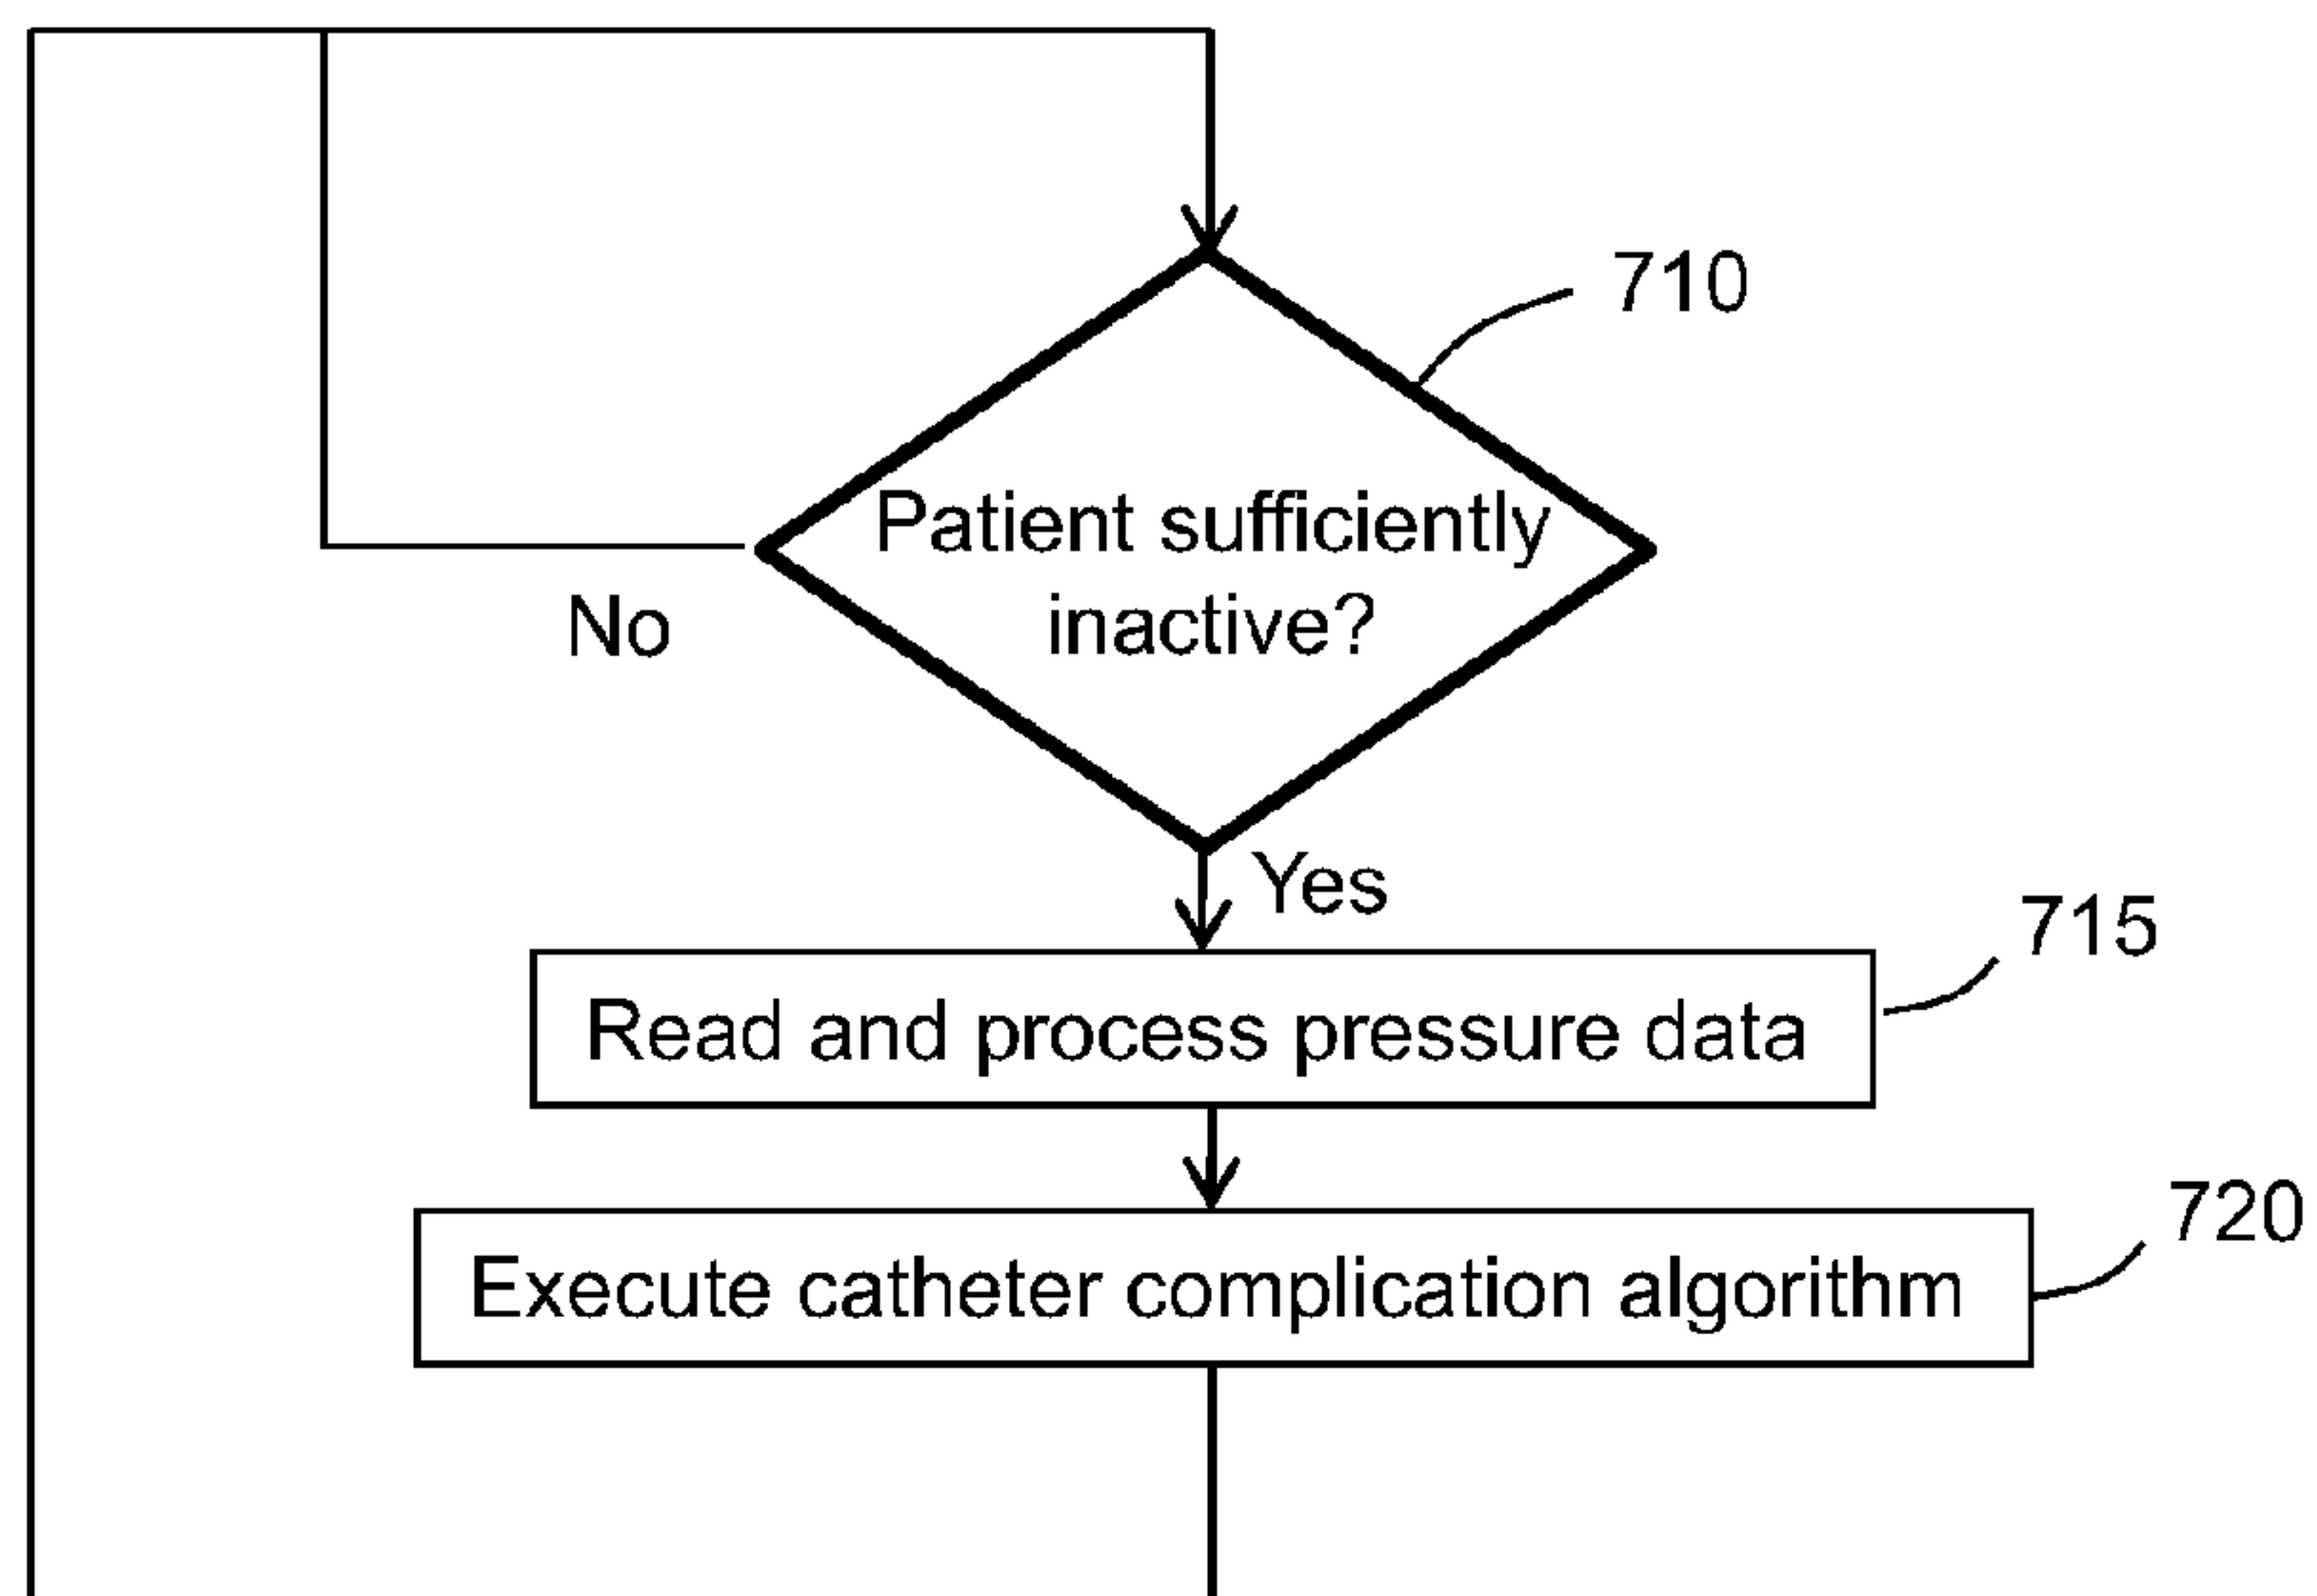 710
Patient sufficiently
inactive?
No
Yes
715
Read and process pressure data
720
Execute catheter complication algorithm